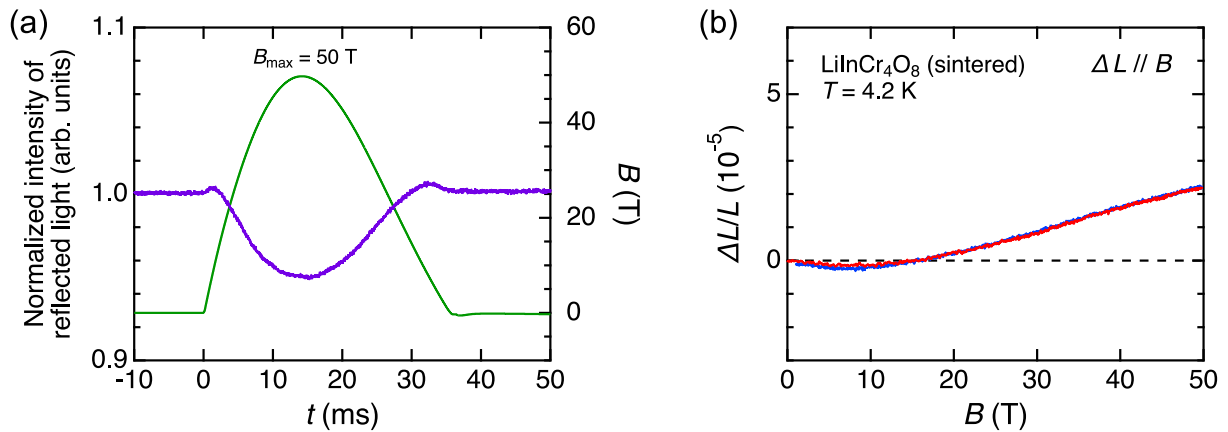 (a)
1.1
1.0
0.9
Normalized intensity of
reflected light (arb. units)
Bmax = 50 T
60
40
20
0
B (T)
-10
0
10
20
30
40
50
t (ms)
(b)
LiInCr4O8 (sintered)
ΔL // B
T = 4.2 K
5
0
ΔL/L (10-5)
0
10
20
30
40
50
B (T)